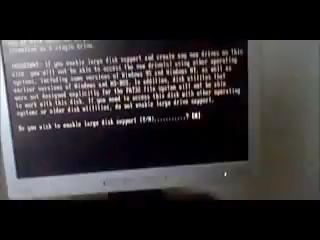 formatted as a single drive.
IMPORTANT: If you enable large disk support and create any new drives on this
disk, you will not be able to access the new drive(s) using other operating
systems, including some versions of Windows 95 and Windows NT, as well as
earlier versions of Windows and MS-DOS. In addition, disk utilities that
were not designed explicitly for the FAT32 file system will not be able
to work with this disk. If you need to access this disk with other operating
systems or older disk utilities, do not enable large drive support.
Do you wish to enable large disk support (Y/N)...........? [N]